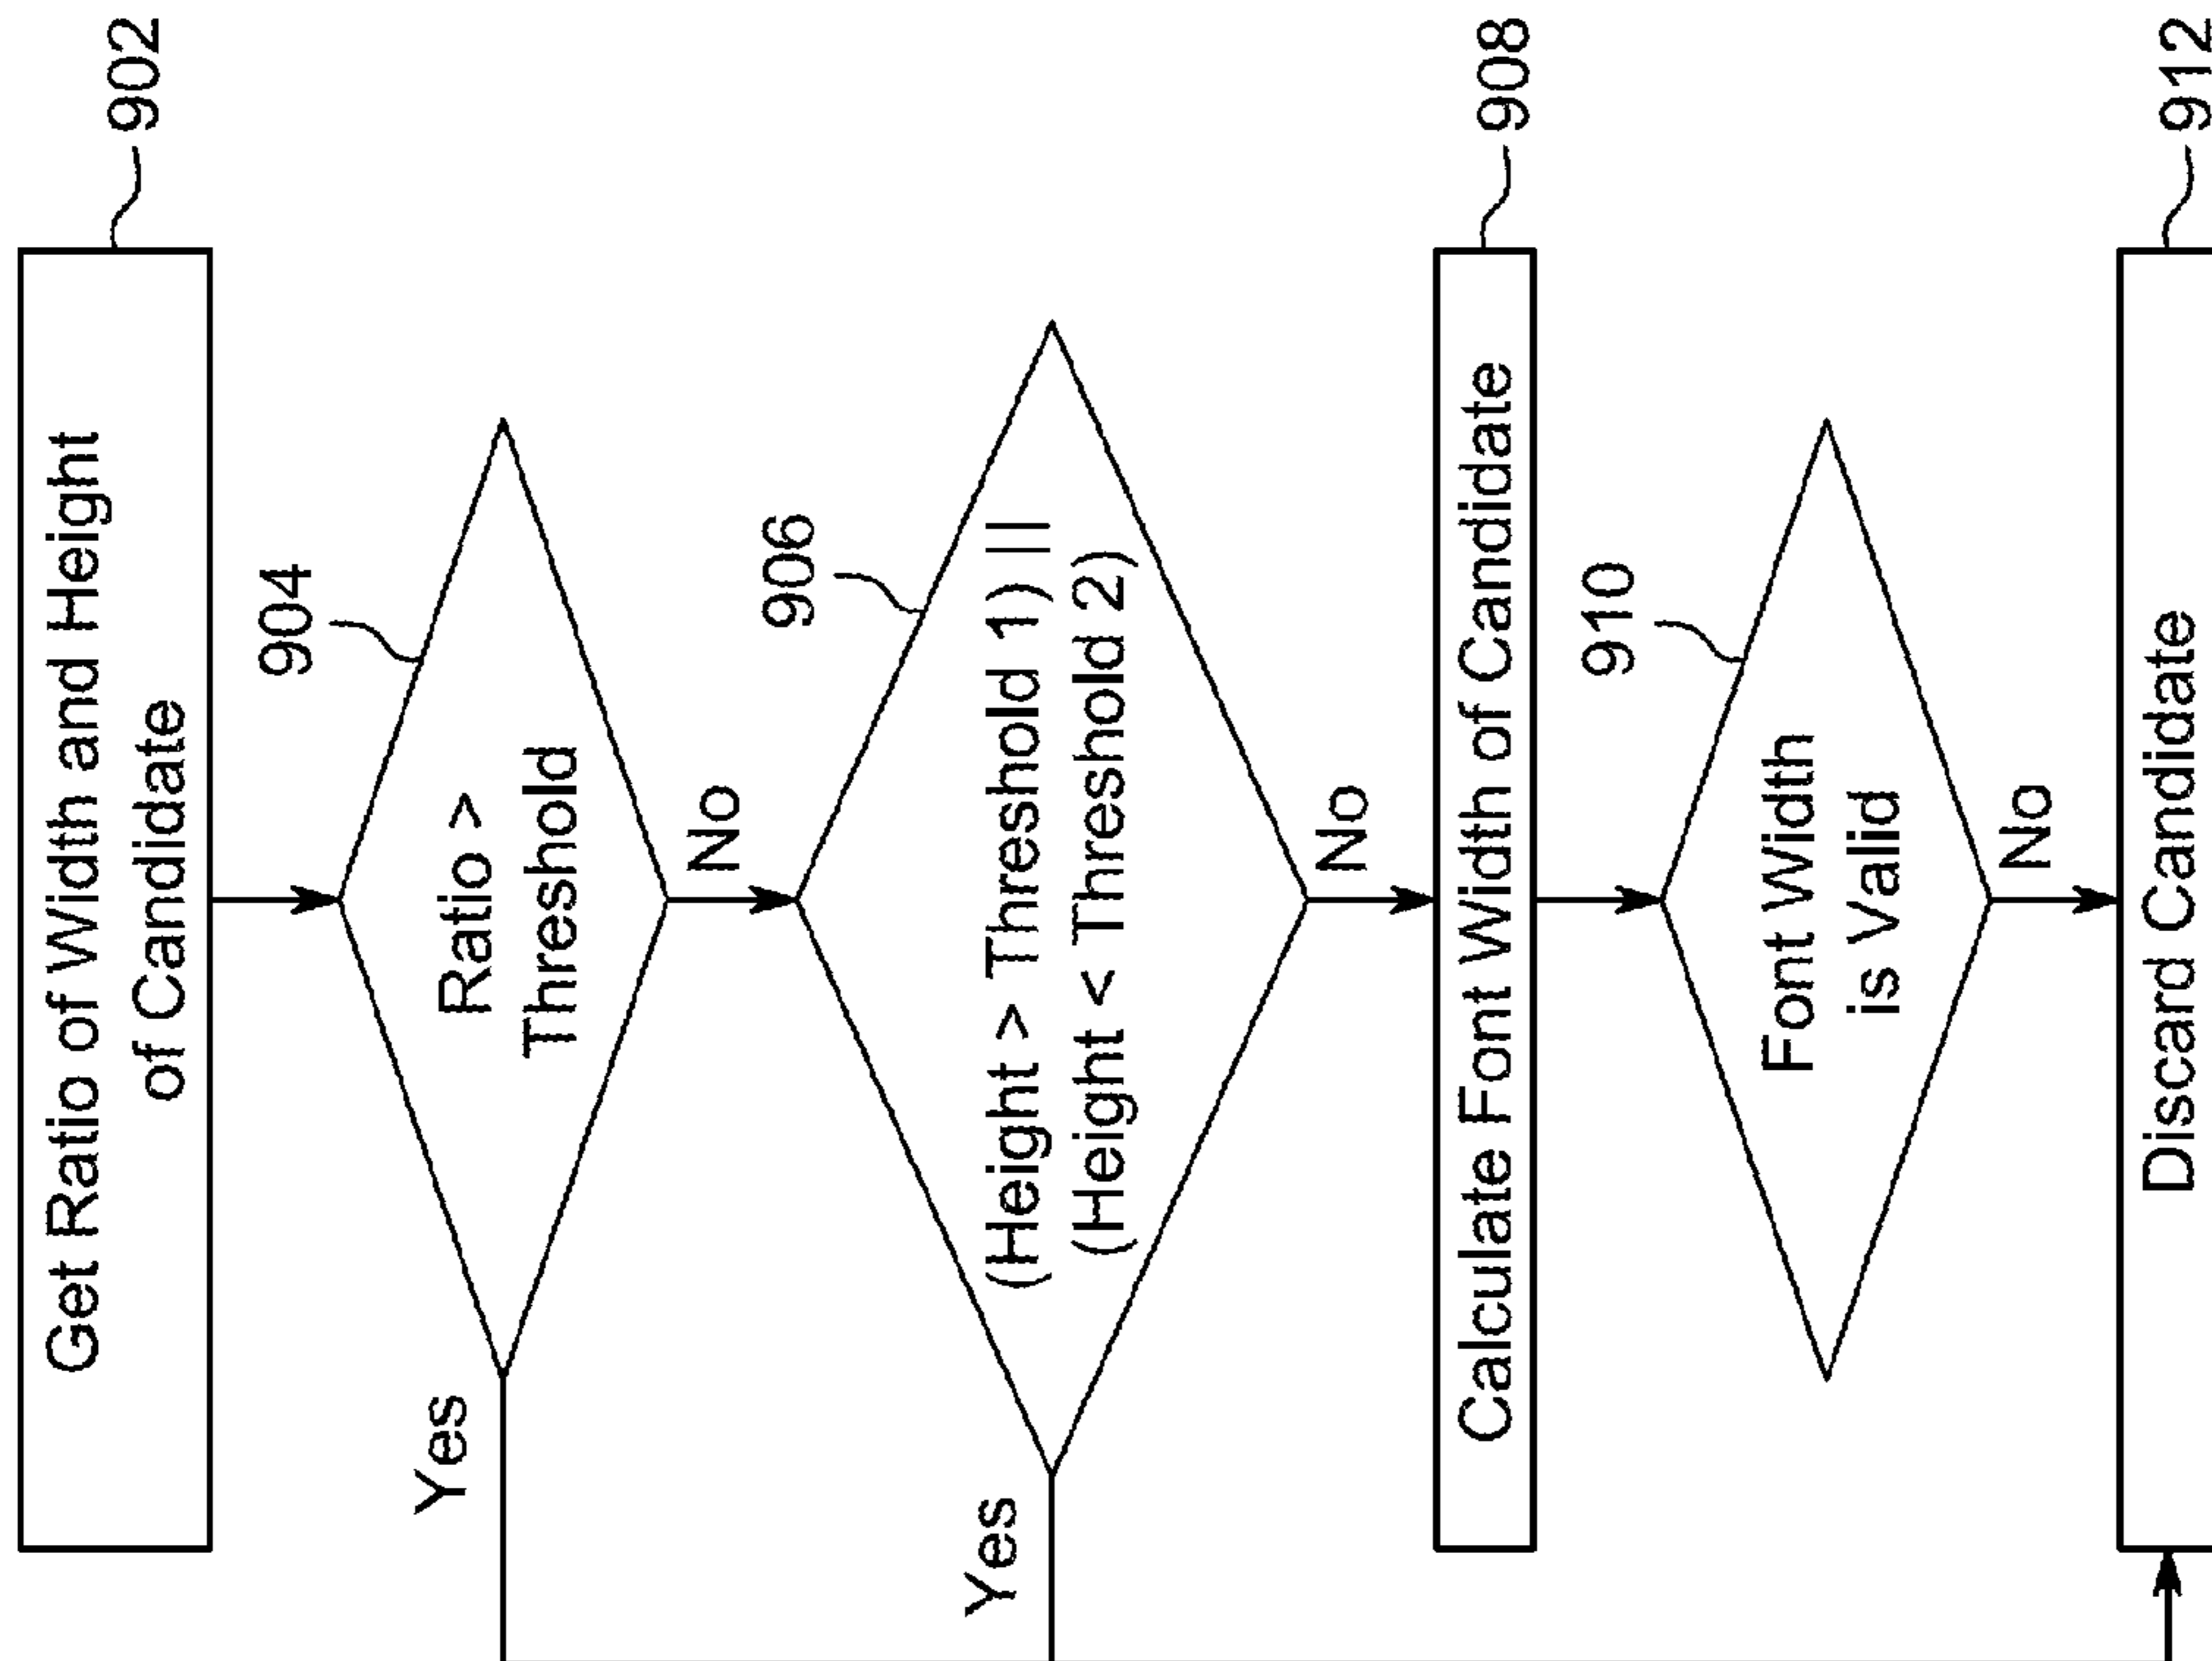 Get Ratio of Width and Height
of Candidate
902
904
Ratio >
Threshold
Yes
No
906
(Height > Threshold 1) ||
(Height < Threshold 2)
Yes
No
Calculate Font Width of Candidate
908
910
Font Width
is Valid
No
Discard Candidate
912